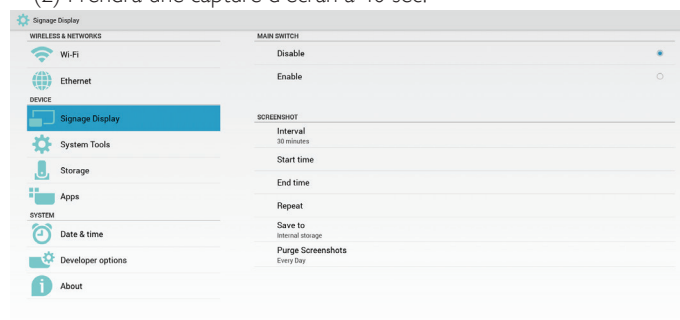 (2) Prendra une capture d'écran à 40 sec.
Signage Display
WIRELESS & NETWORKS
Wi-Fi
Ethernet
DEVICE
Signage Display
System Tools
Storage
Apps
SYSTEM
Date & time
Developer options
About
MAIN SWITCH
Disable
Enable
SCREENSHOT
Interval
30 minutes
Start time
End time
Repeat
Save to
Internal storage
Purge Screenshots
Every Day